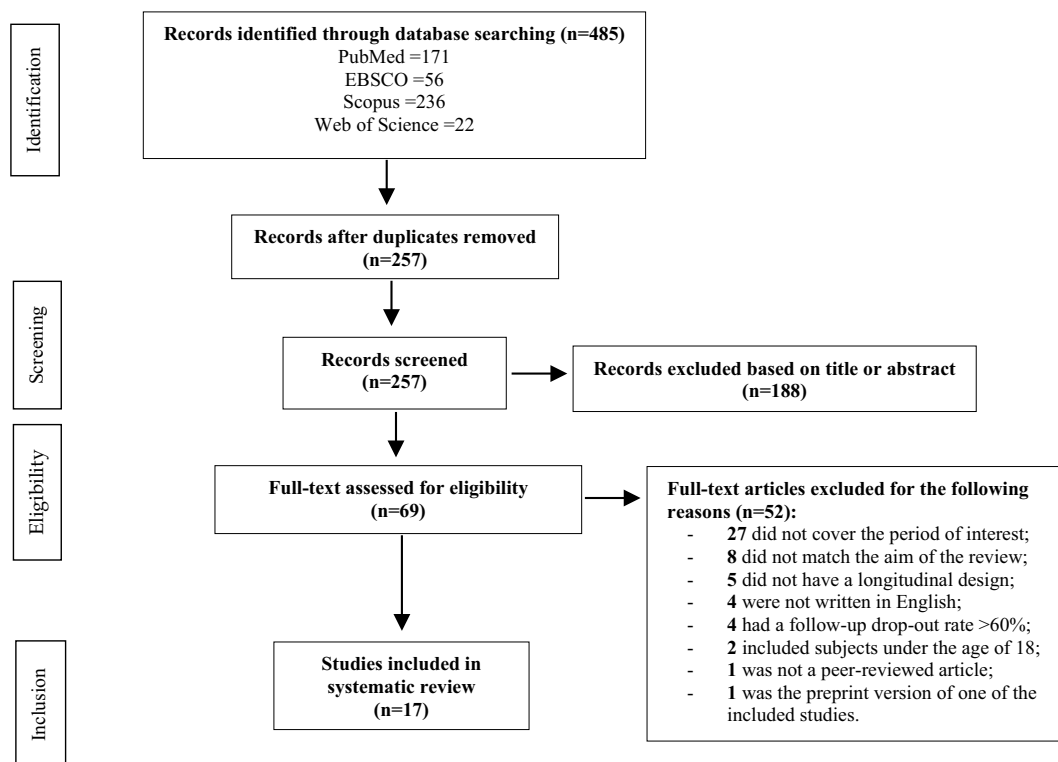 Identification
Records identified through database searching (n=485)
PubMed =171
EBSCO =56
Scopus =236
Web of Science =22
Records after duplicates removed
(n=257)
Screening
Records screened
(n=257)
Records excluded based on title or abstract
(n=188)
Eligibility
Full-text assessed for eligibility
(n=69)
Full-text articles excluded for the following
reasons (n=52):
- 27 did not cover the period of interest;
- 8 did not match the aim of the review;
- 5 did not have a longitudinal design;
- 4 were not written in English;
- 4 had a follow-up drop-out rate >60%;
- 2 included subjects under the age of 18;
- 1 was not a peer-reviewed article;
- 1 was the preprint version of one of the
included studies.
Inclusion
Studies included in
systematic review
(n=17)